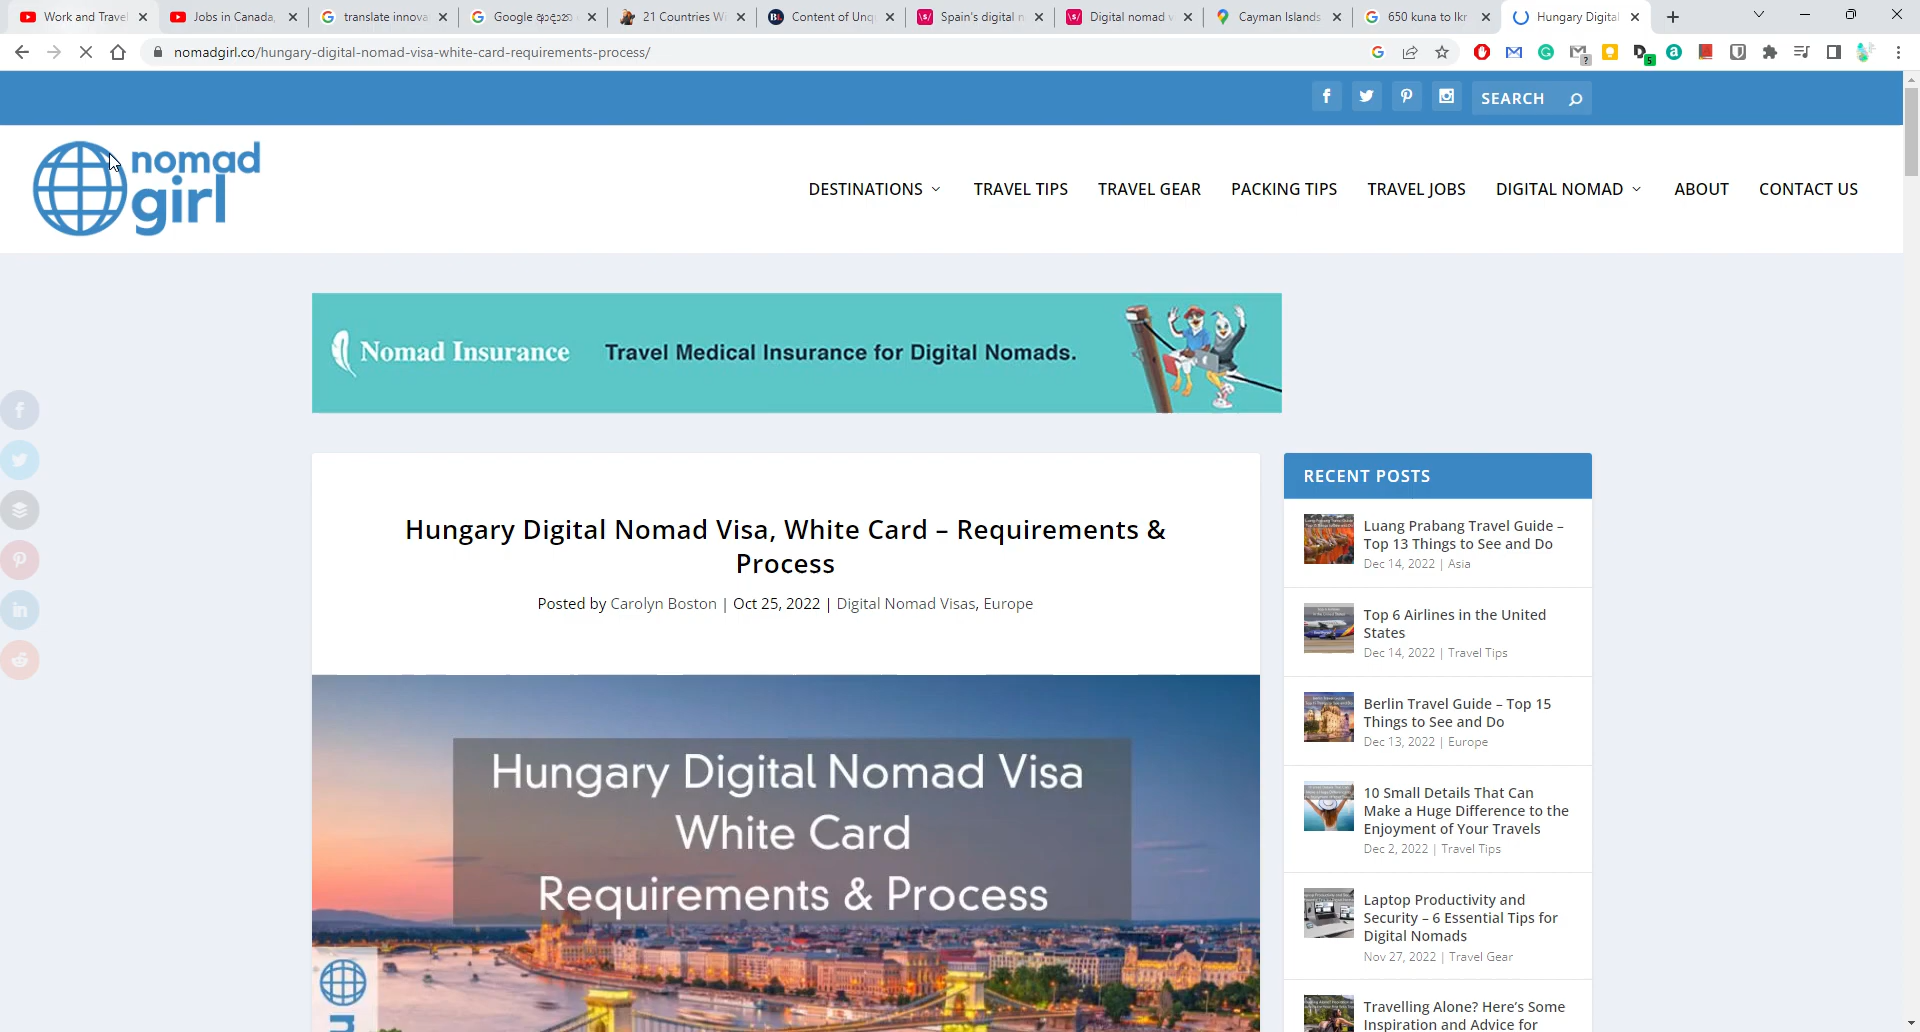 Work and Travel
Jobs in Canada,
translate innova
Google
21 Countries Wi
Content of Unq
Spain's digital n
Digital nomad v
Cayman Islands
650 kuna to lkr
Hungary Digital
nomadgirl.co/hungary-digital-nomad-visa-white-card-requirements-process/
SEARCH
nomad
girl
DESTINATIONS
TRAVEL TIPS
TRAVEL GEAR
PACKING TIPS
TRAVEL JOBS
DIGITAL NOMAD
ABOUT
CONTACT US
Nomad Insurance
Travel Medical Insurance for Digital Nomads.
Hungary Digital Nomad Visa, White Card – Requirements &
Process
Posted by Carolyn Boston | Oct 25, 2022 | Digital Nomad Visas, Europe
Hungary Digital Nomad Visa
White Card
Requirements & Process
RECENT POSTS
Luang Prabang Travel Guide –
Top 13 Things to See and Do
Dec 14, 2022 | Asia
Top 6 Airlines in the United
States
Dec 14, 2022 | Travel Tips
Berlin Travel Guide – Top 15
Things to See and Do
Dec 13, 2022 | Europe
10 Small Details That Can
Make a Huge Difference to the
Enjoyment of Your Travels
Dec 2, 2022 | Travel Tips
Laptop Productivity and
Security – 6 Essential Tips for
Digital Nomads
Nov 27, 2022 | Travel Gear
Travelling Alone? Here's Some
Inspiration and Advice for